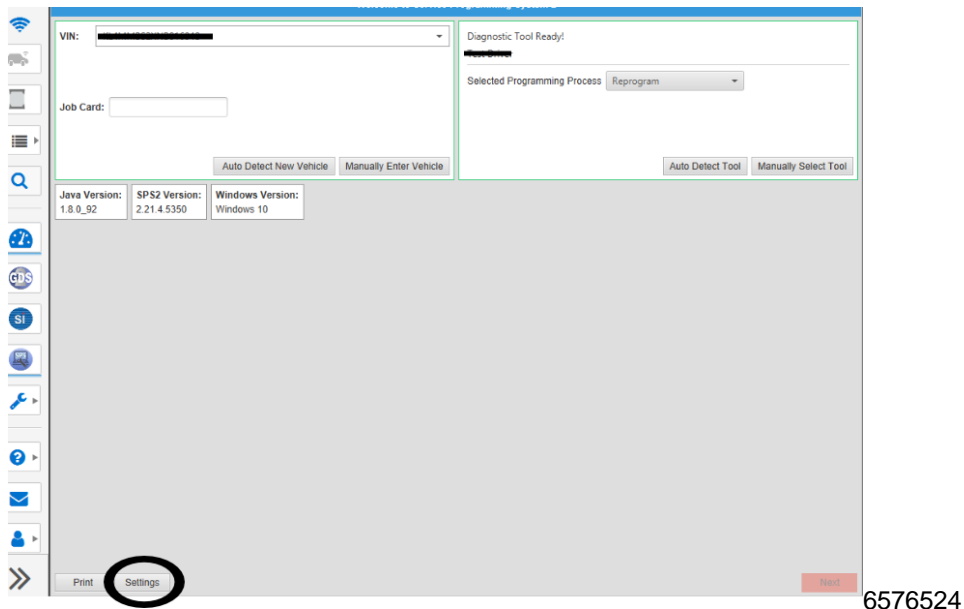 VIN:
Diagnostic Tool Ready!
Selected Programming Process Reprogram
Job Card:
Auto Detect New Vehicle Manually Enter Vehicle
Auto Detect Tool Manually Select Tool
Java Version: SPS2 Version: Windows Version:
1.8.0_92 2.21.4.5350 Windows 10
GDS
SI
Print Settings Next
6576524